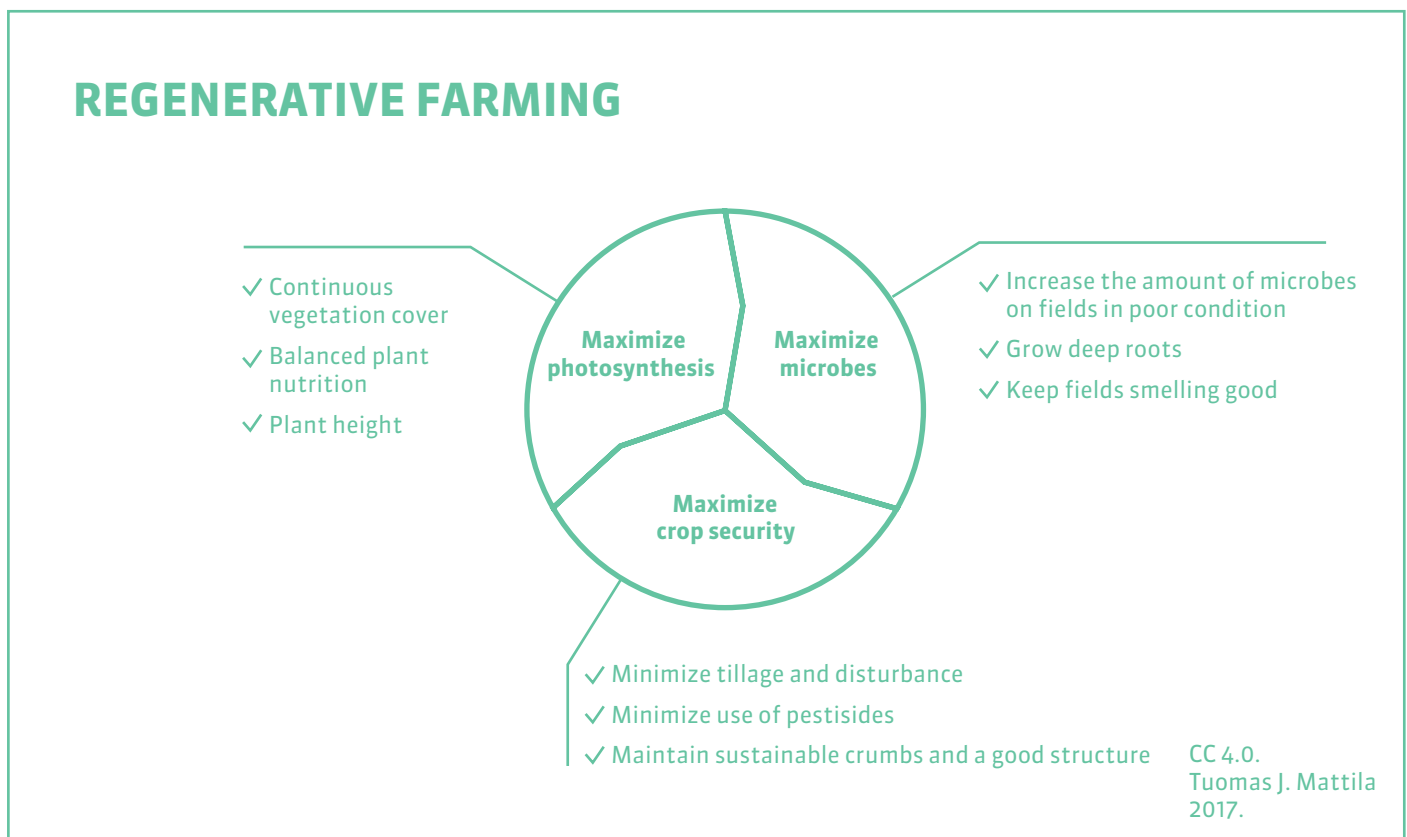 REGENERATIVE FARMING
Continuous
vegetation cover
Balanced plant
nutrition
Plant height
Maximize
photosynthesis
Maximize
microbes
Increase the amount of microbes
on fields in poor condition
Grow deep roots
Keep fields smelling good
Maximize
crop security
Minimize tillage and disturbance
Minimize use of pestisides
Maintain sustainable crumbs and a good structure
CC 4.0.
Tuomas J. Mattila
2017.